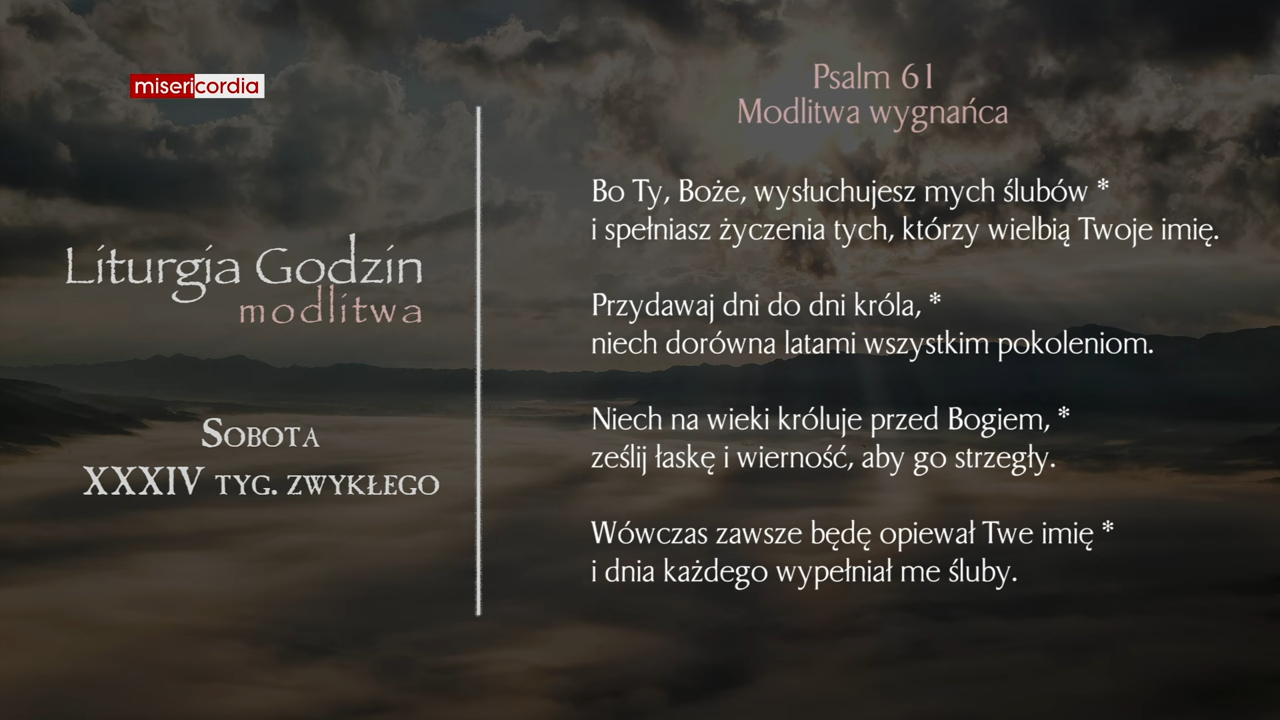 misericordia
Liturgia Godzin
modlitwa
Sobota
XXXIV tyg. zwykłego
Psalm 61
Modlitwa wygnańca
Bo Ty, Boże, wysłuchujesz mych ślubów *
i spełniasz życzenia tych, którzy wielbią Twoje imię.
Przydawaj dni do dni króla, *
niech dorówna latami wszystkim pokoleniom.
Niech na wieki króluje przed Bogiem, *
ześlij łaskę i wierność, aby go strzegły.
Wówczas zawsze będę opiewał Twe imię *
i dnia każdego wypełniał me śluby.